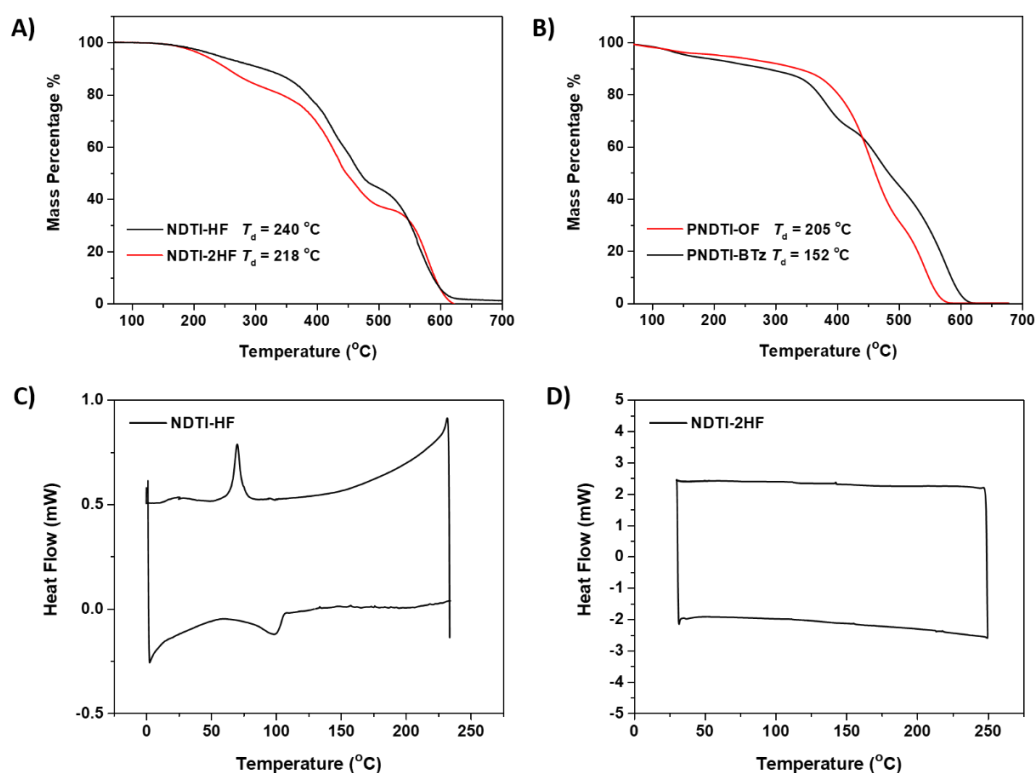 A)
100
80
60
40
20
0
Mass Percentage %
NDTI-HF T_d = 240 °C
NDTI-2HF T_d = 218 °C
100 200 300 400 500 600 700
Temperature (°C)
B)
100
80
60
40
20
0
Mass Percentage %
PNDTI-OF T_d = 205 °C
PNDTI-BTz T_d = 152 °C
100 200 300 400 500 600 700
Temperature (°C)
C)
1.0
0.5
0.0
-0.5
Heat Flow (mW)
NDTI-HF
0 50 100 150 200 250
Temperature (°C)
D)
5
4
3
2
1
0
-1
-2
-3
-4
-5
Heat Flow (mW)
NDTI-2HF
0 50 100 150 200 250
Temperature (°C)